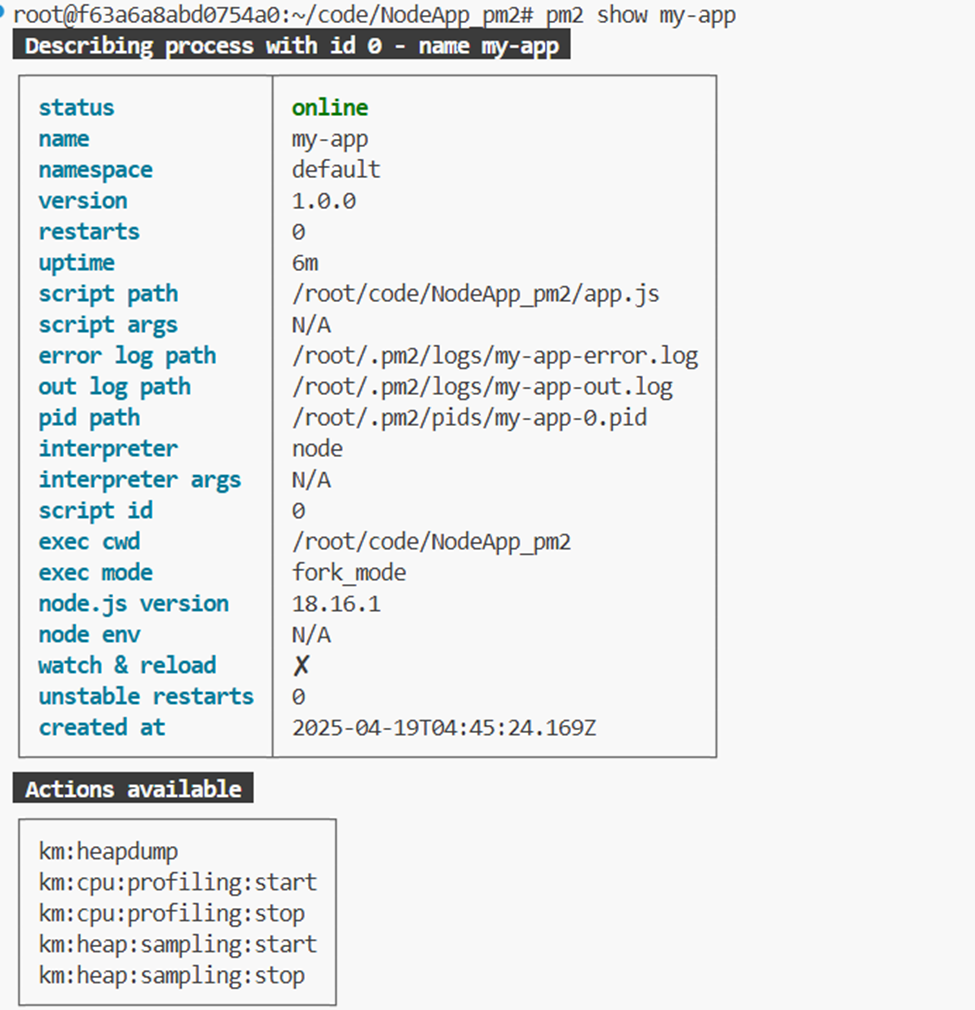 root@f63a6a8abd0754a0:~/code/NodeApp_pm2# pm2 show my-app
Describing process with id 0 - name my-app
status online
name my-app
namespace default
version 1.0.0
restarts 0
uptime 6m
script path /root/code/NodeApp_pm2/app.js
script args N/A
error log path /root/.pm2/logs/my-app-error.log
out log path /root/.pm2/logs/my-app-out.log
pid path /root/.pm2/pids/my-app-0.pid
interpreter node
interpreter args N/A
script id 0
exec cwd /root/code/NodeApp_pm2
exec mode fork_mode
node.js version 18.16.1
node env N/A
watch & reload ✗
unstable restarts 0
created at 2025-04-19T04:45:24.169Z
Actions available
km:heapdump
km:cpu:profiling:start
km:cpu:profiling:stop
km:heap:sampling:start
km:heap:sampling:stop